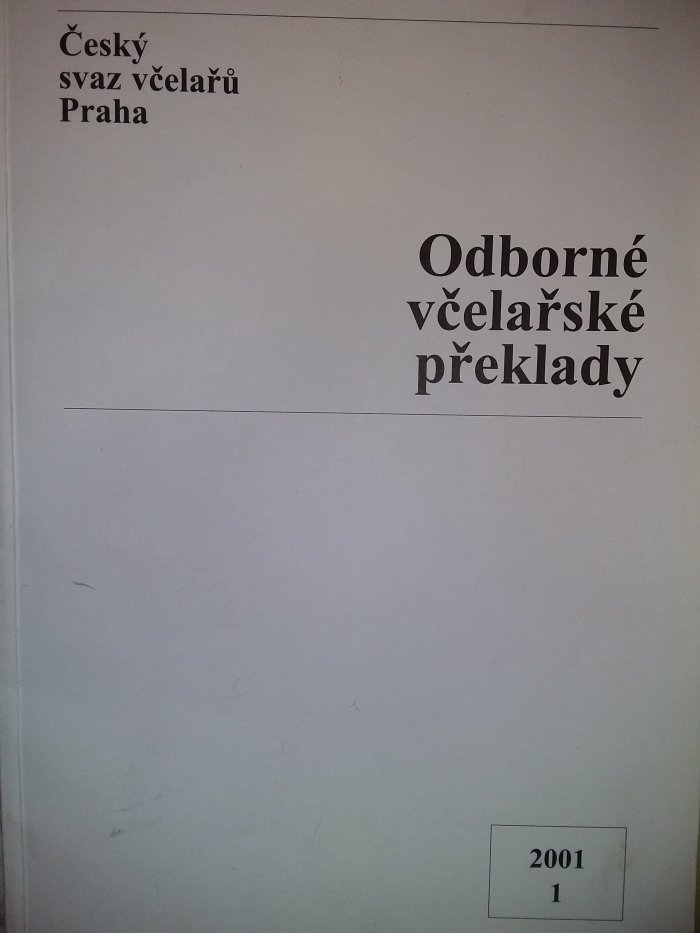 Český
svaz včelařů
Praha
Odborné
včelařské
překlady
2001
1